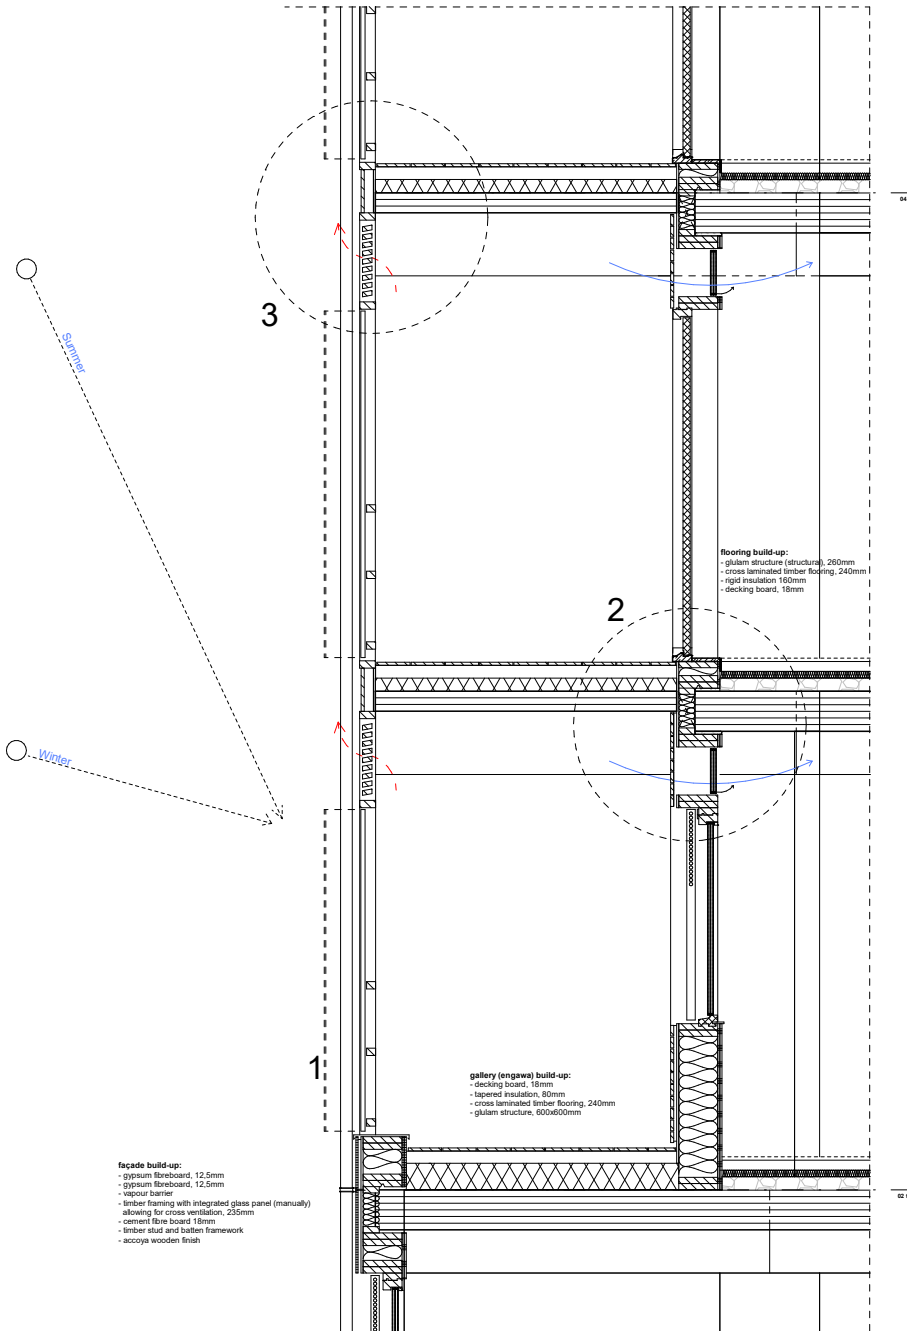 04
3
Summer
flooring build-up:
- glulam structure (structural), 260mm
- cross laminated timber flooring, 240mm
- rigid insulation 160mm
- decking board, 18mm
2
Winter
1
gallery (engawa) build-up:
- decking board, 18mm
- tapered insulation, 80mm
- cross laminated timber flooring, 240mm
- glulam structure, 600x600mm
façade build-up:
- gypsum fibreboard, 12,5mm
- gypsum fibreboard, 12,5mm
- vapour barrier
- timber framing with integrated glass panel (manually)
allowing for cross ventilation, 235mm
- cement fibre board 18mm
- timber stud and batten framework
- accoya wooden finish
02